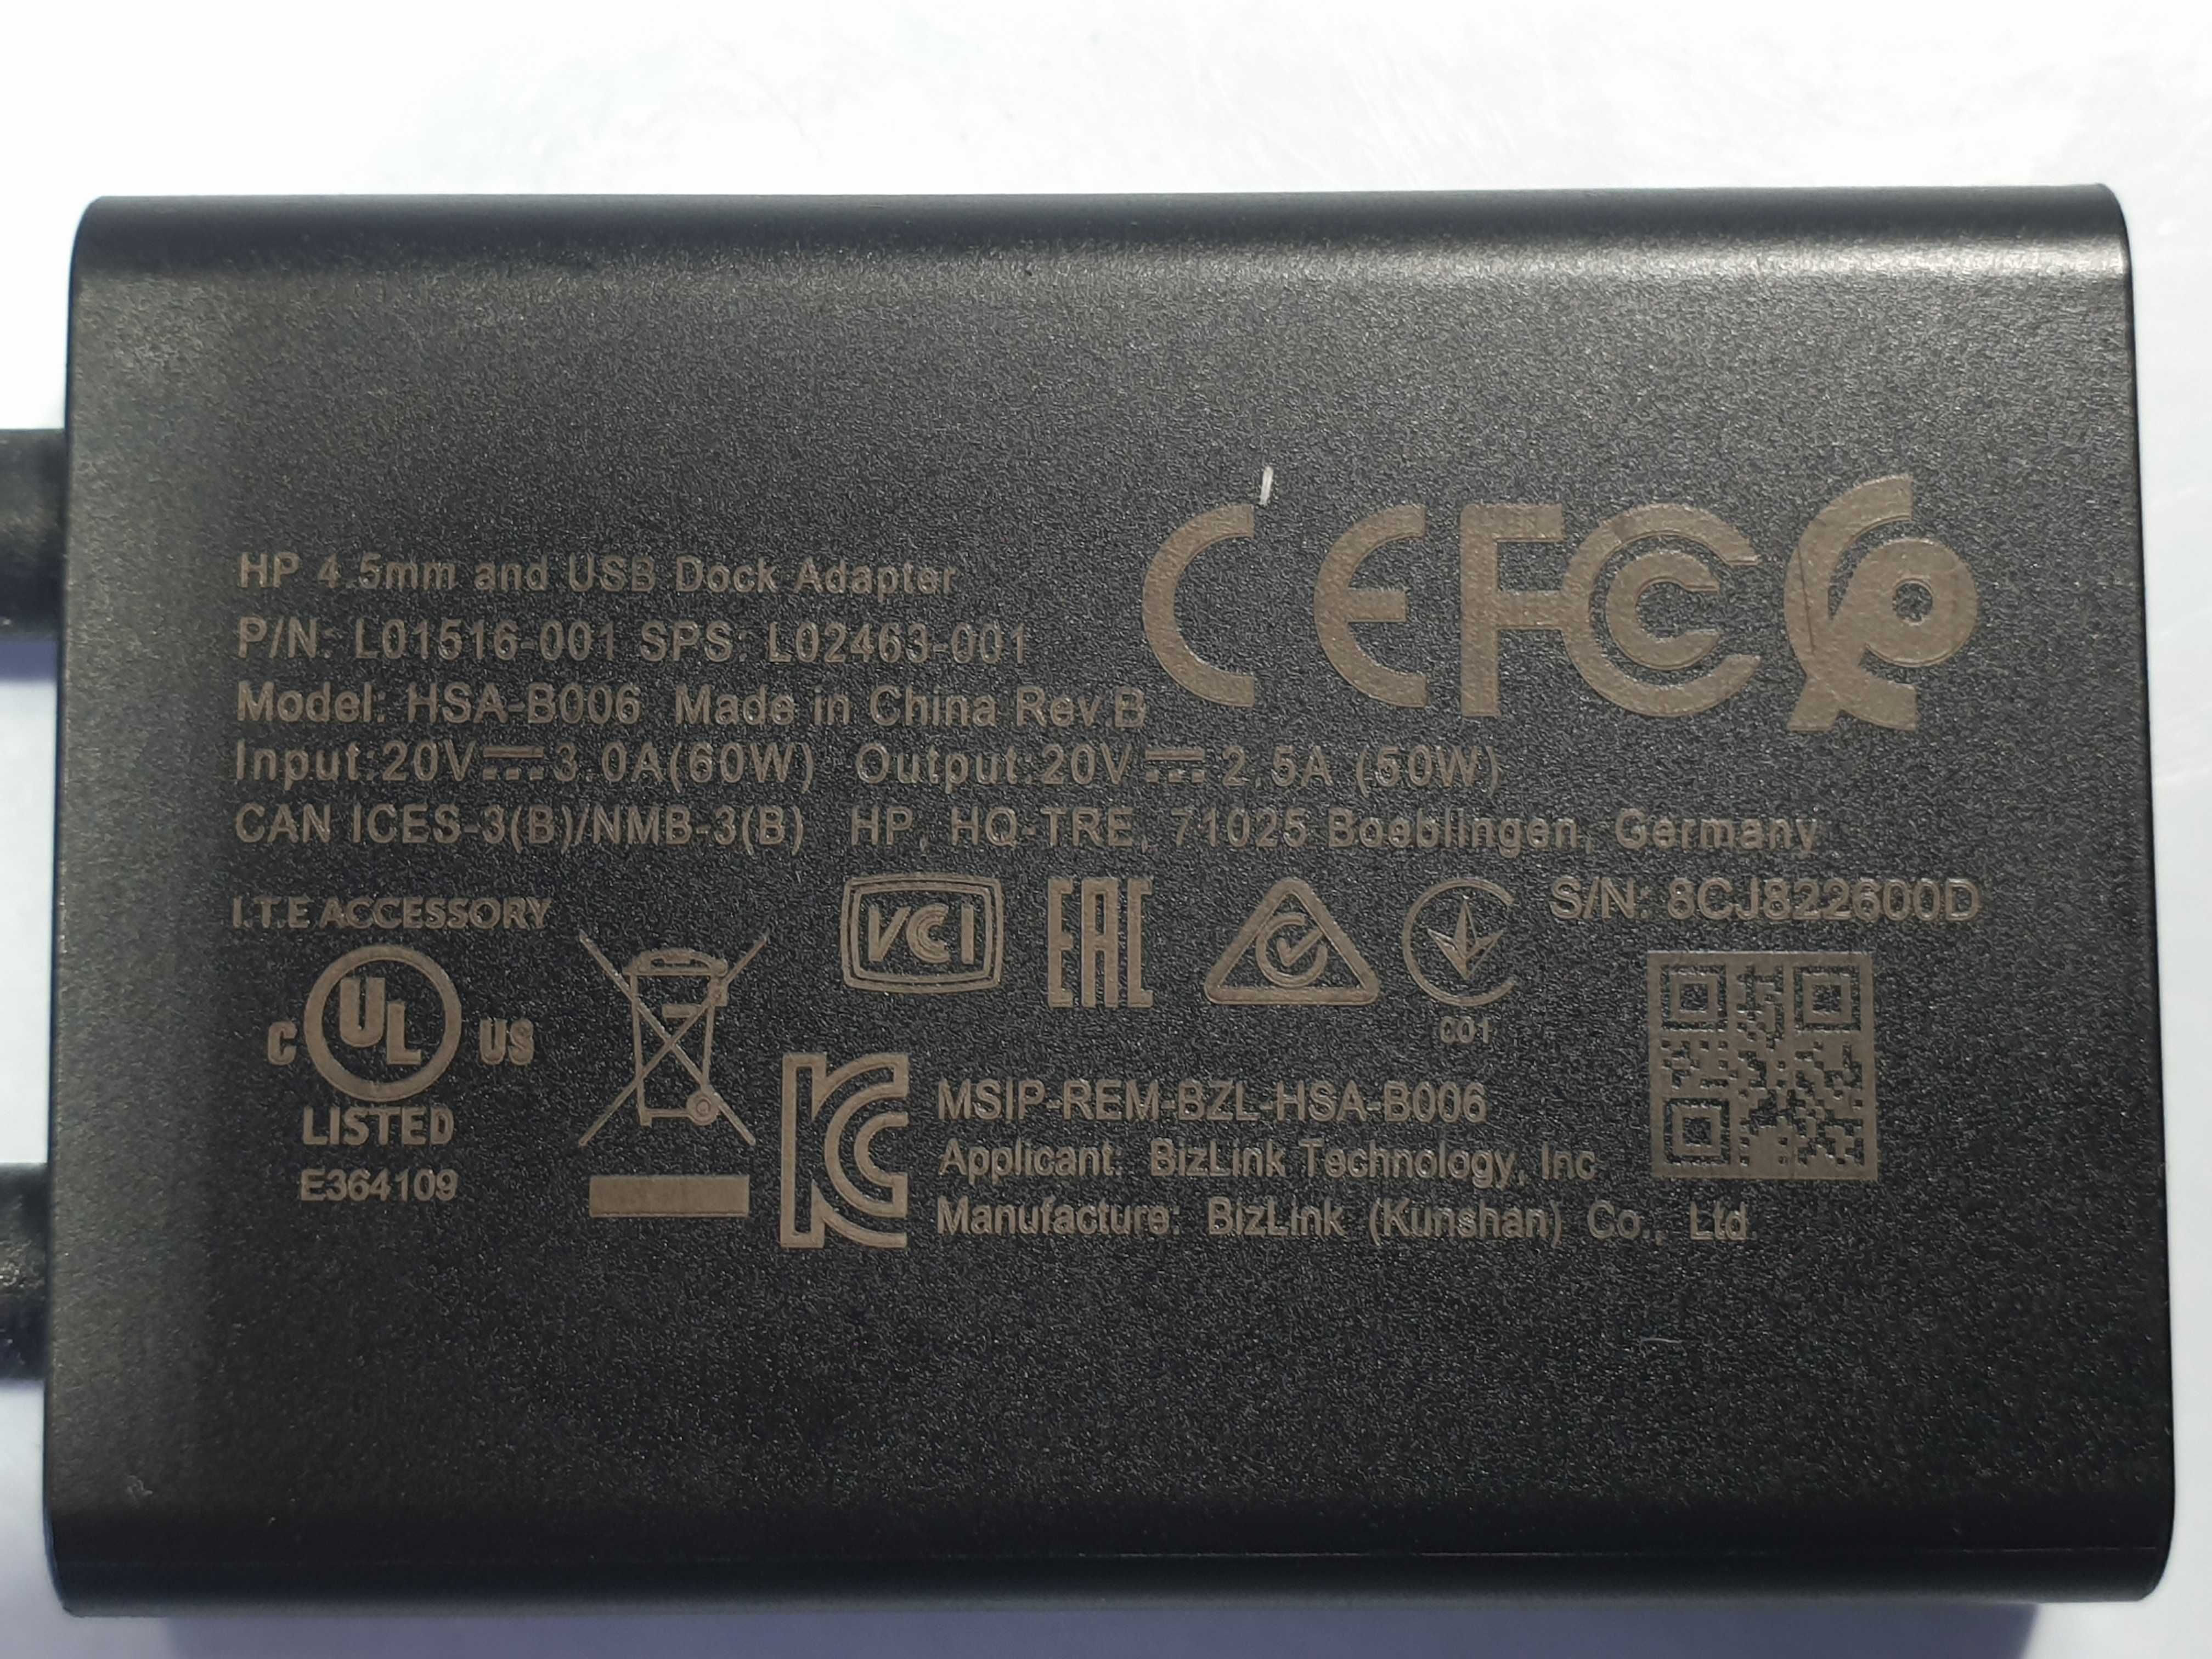 HP 4.5mm and USB Dock Adapter
P/N: L01516-001 SPS: L02463-001
Model: HSA-B006 Made in China Rev.B
CE FC
Input:20V⎓3.0A(60W) Output:20V⎓2.5A (50W)
CAN ICES-3(B)/NMB-3(B) HP, HQ-TRE, 71025 Boeblingen, Germany
I.T.E ACCESSORY
C UL US
LISTED
E364109
VCI
EAC
001
S/N: 8CJ822600D
KC
MSIP-REM-BZL-HSA-B006
Applicant: BizLink Technology, Inc.
Manufacture: BizLink (Kunshan) Co., Ltd.